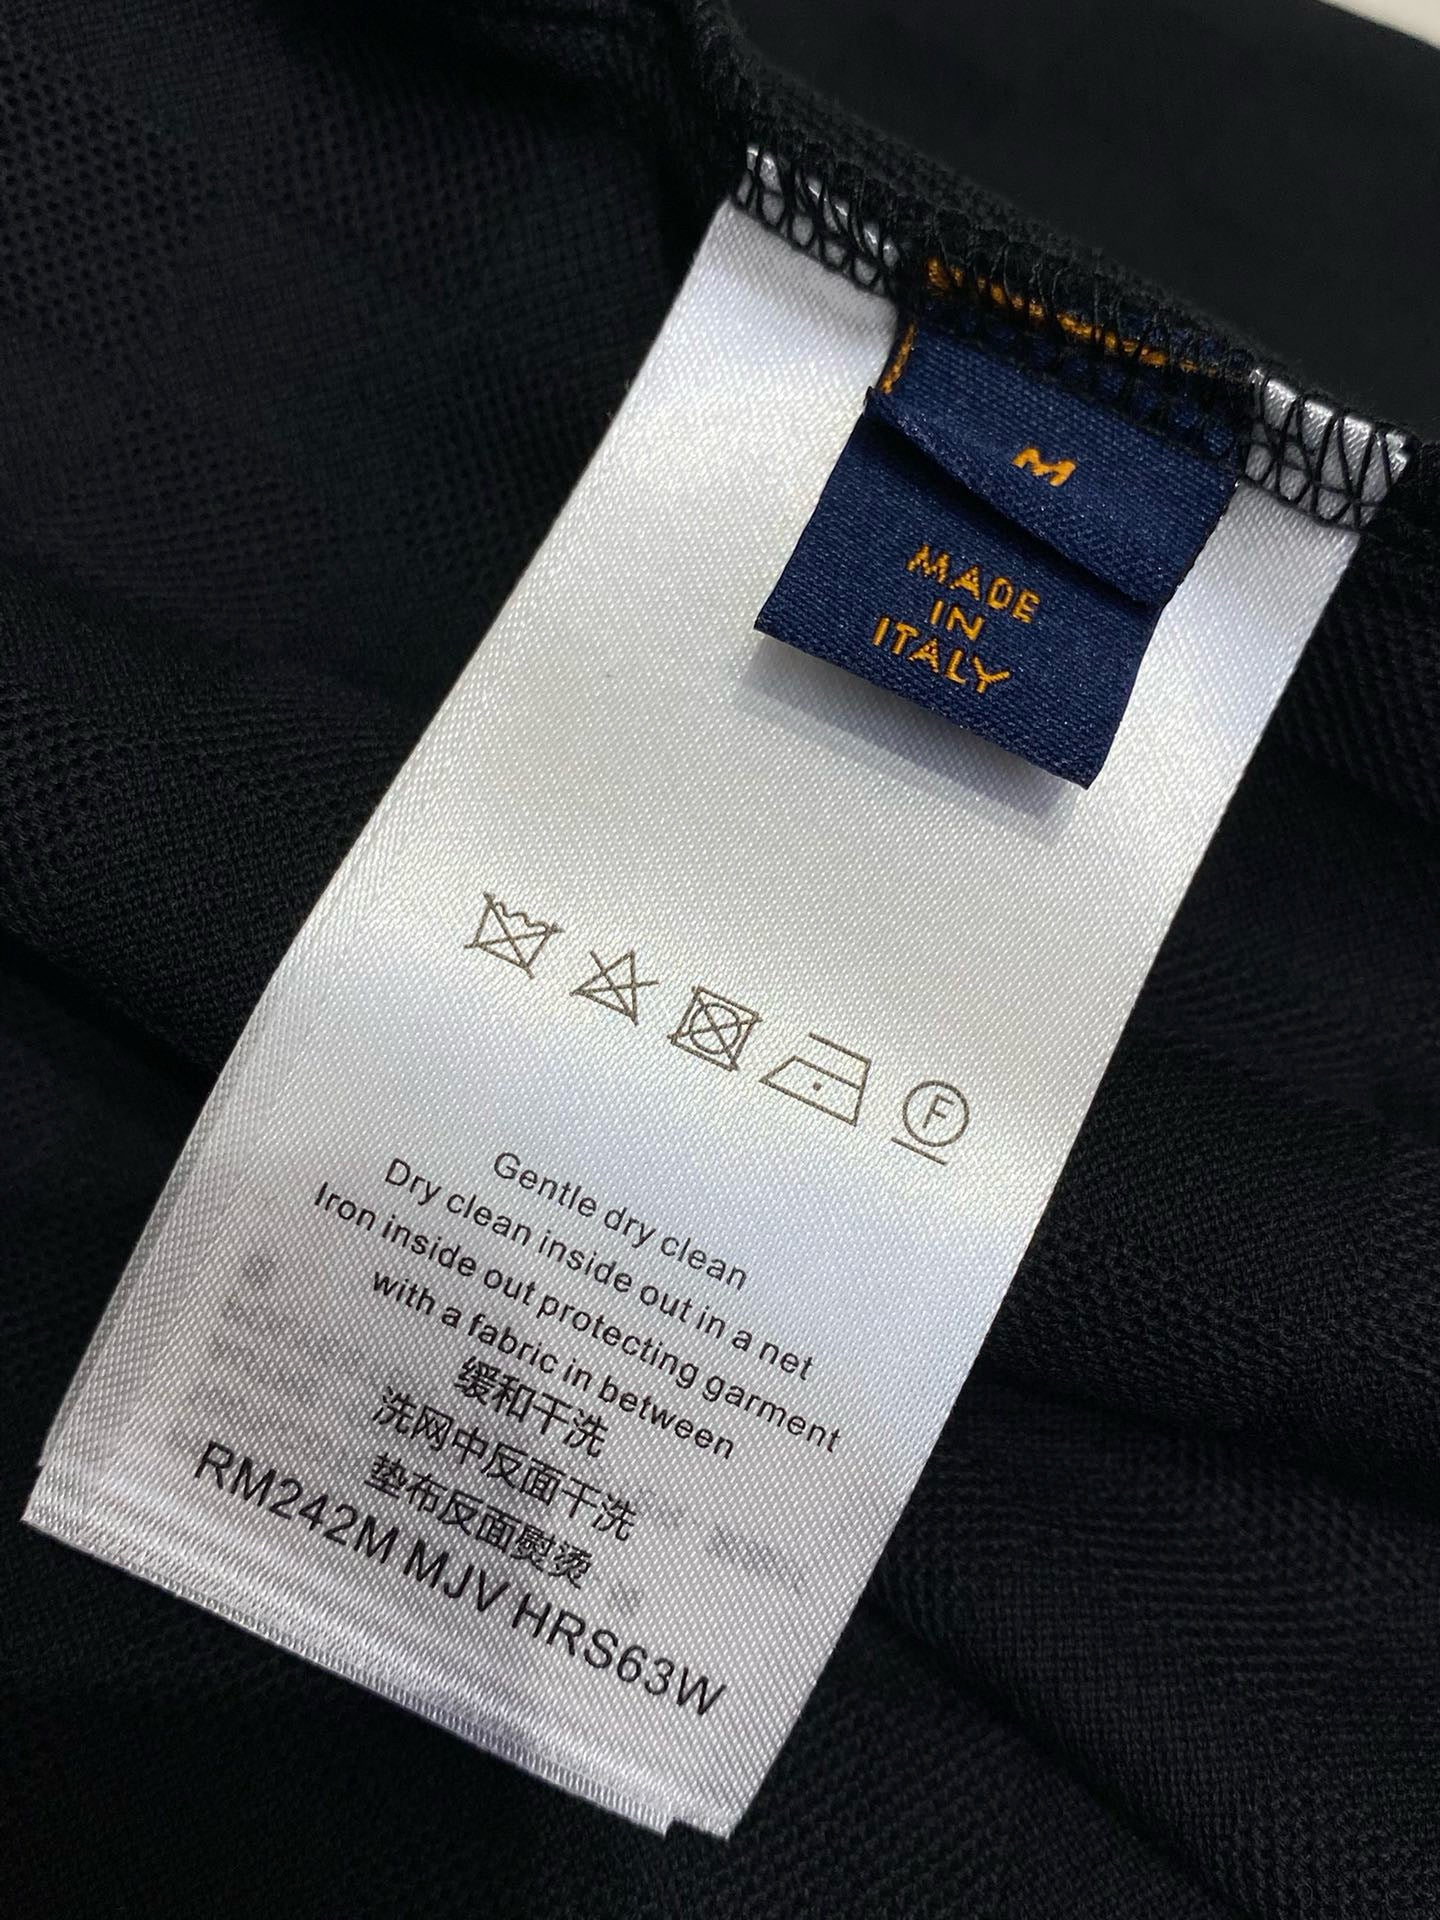 M
MADE
IN
ITALY
F
Gentle dry clean
Dry clean inside out in a net
Iron inside out protecting garment
with a fabric in between
缓和干洗
洗网中反面干洗
垫布反面熨烫
RM242M MJV HRS63W